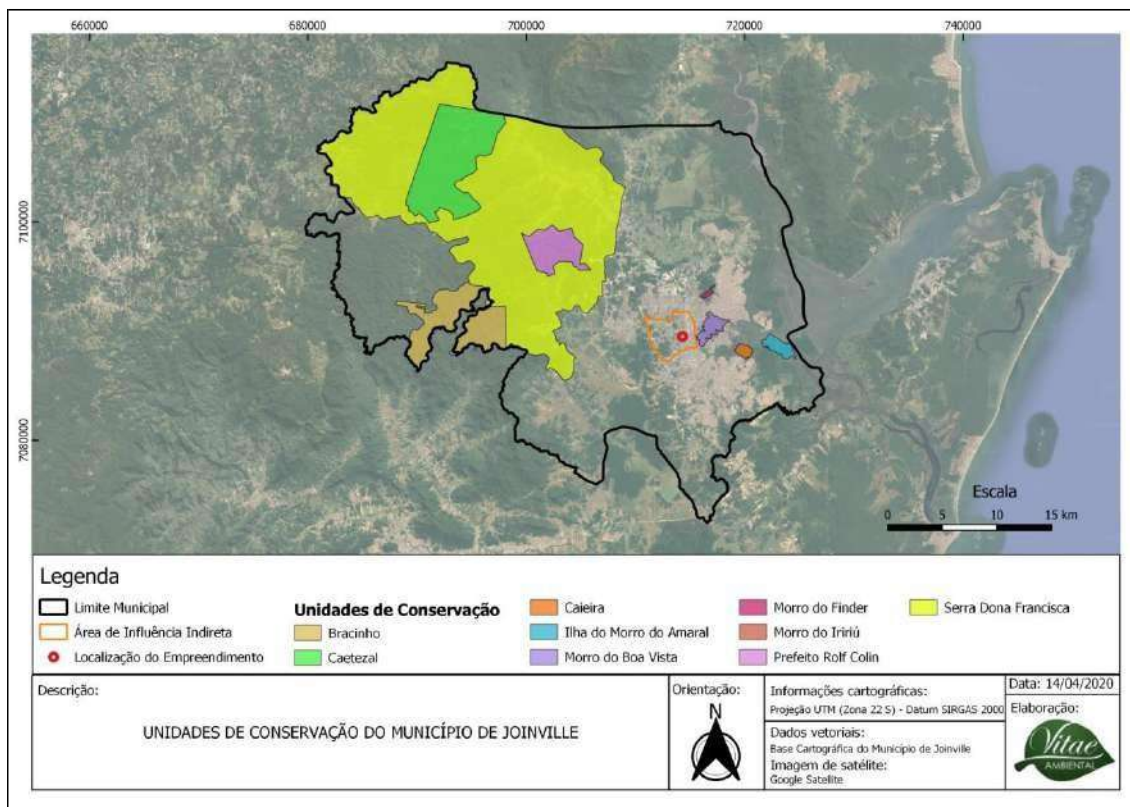 660000 680000 700000 720000 740000
7100000
7080000
Escala
0 5 10 15 km
Legenda
Limite Municipal
Área de Influência Indireta
Localização do Empreendimento
Unidades de Conservação
Bracinho
Caetezal
Caieira
Ilha do Morro do Amaral
Morro do Boa Vista
Morro do Finder
Morro do Iririú
Prefeito Rolf Colin
Serra Dona Francisca
Descrição:
UNIDADES DE CONSERVAÇÃO DO MUNICÍPIO DE JOINVILLE
Orientação:
N
Informações cartográficas:
Projeção UTM (Zona 22 S) - Datum SIRGAS 2000
Dados vetoriais:
Base Cartográfica do Município de Joinville
Imagem de satélite:
Google Satellite
Data: 14/04/2020
Elaboração:
Vitae
AMBIENTAL